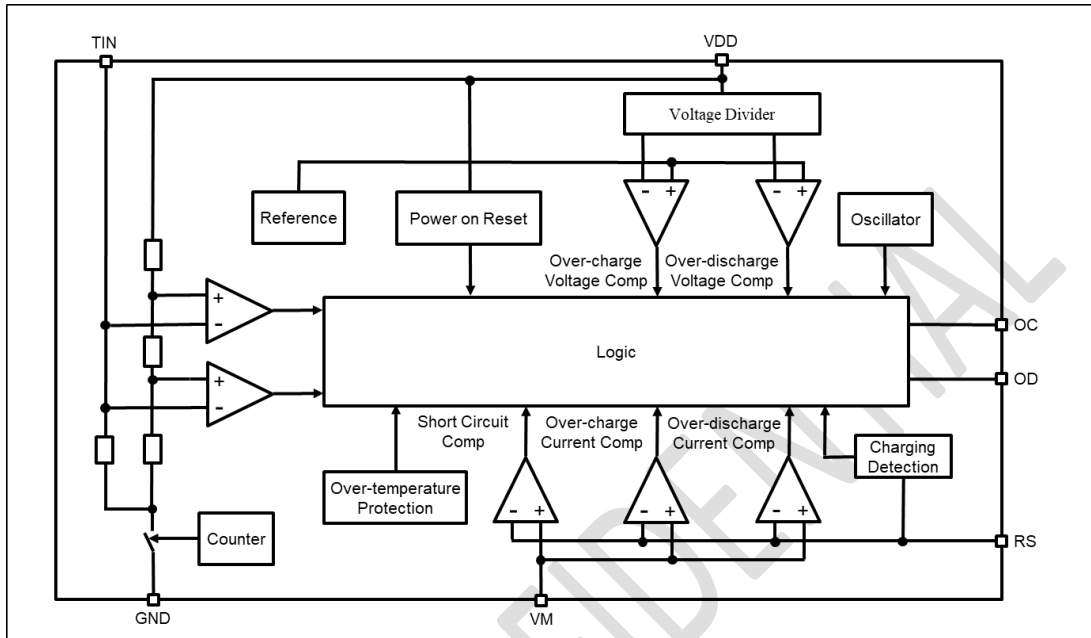 TIN
VDD
Voltage Divider
- +
- +
Reference
Power on Reset
Oscillator
Over-charge
Voltage Comp
Over-discharge
Voltage Comp
+
-
OC
Logic
OD
+
-
Short Circuit
Comp
Over-charge
Current Comp
Over-discharge
Current Comp
Charging
Detection
Over-temperature
Protection
- +
- +
- +
Counter
RS
GND
VM
FIDENTIAL